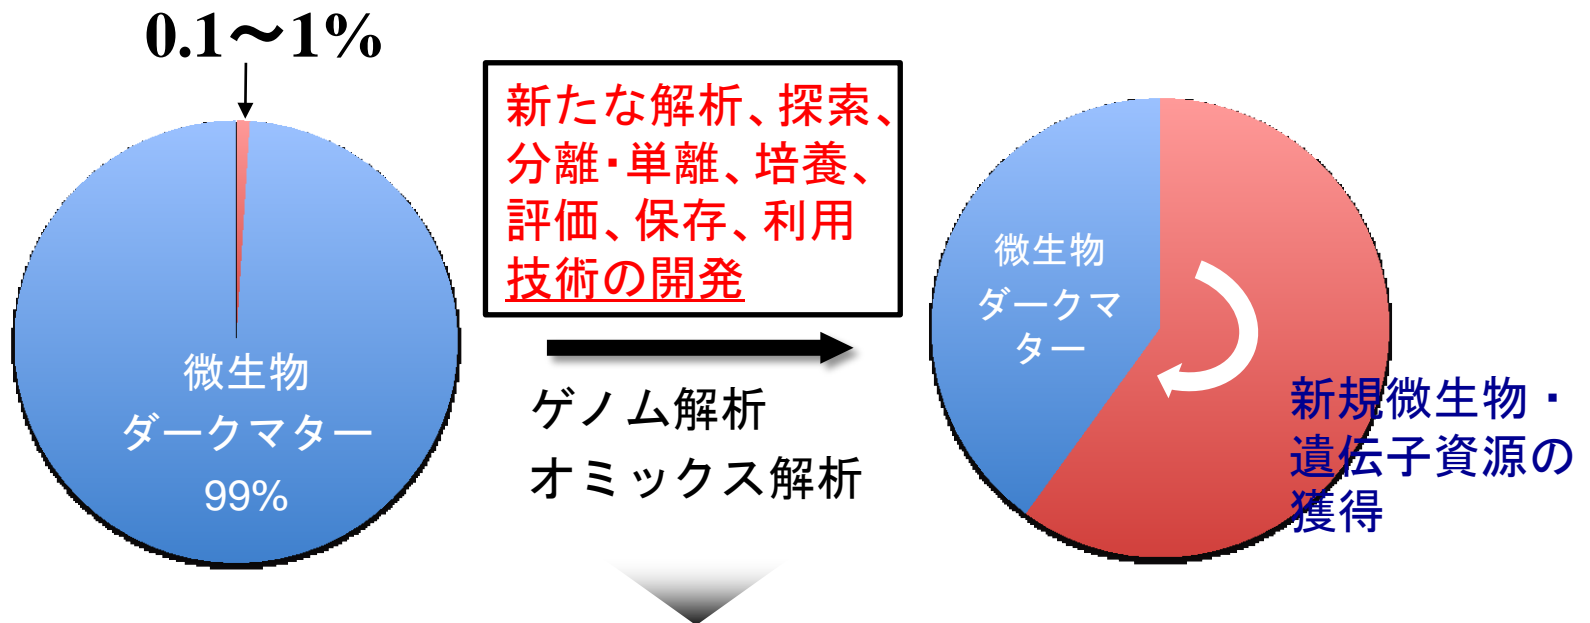 0.1～1%
微生物
ダークマター
99%
新たな解析、探索、
分離・単離、培養、
評価、保存、利用
技術の開発
ゲノム解析
オミックス解析
微生物
ダークマ
ター
新規微生物・
遺伝子資源の
獲得